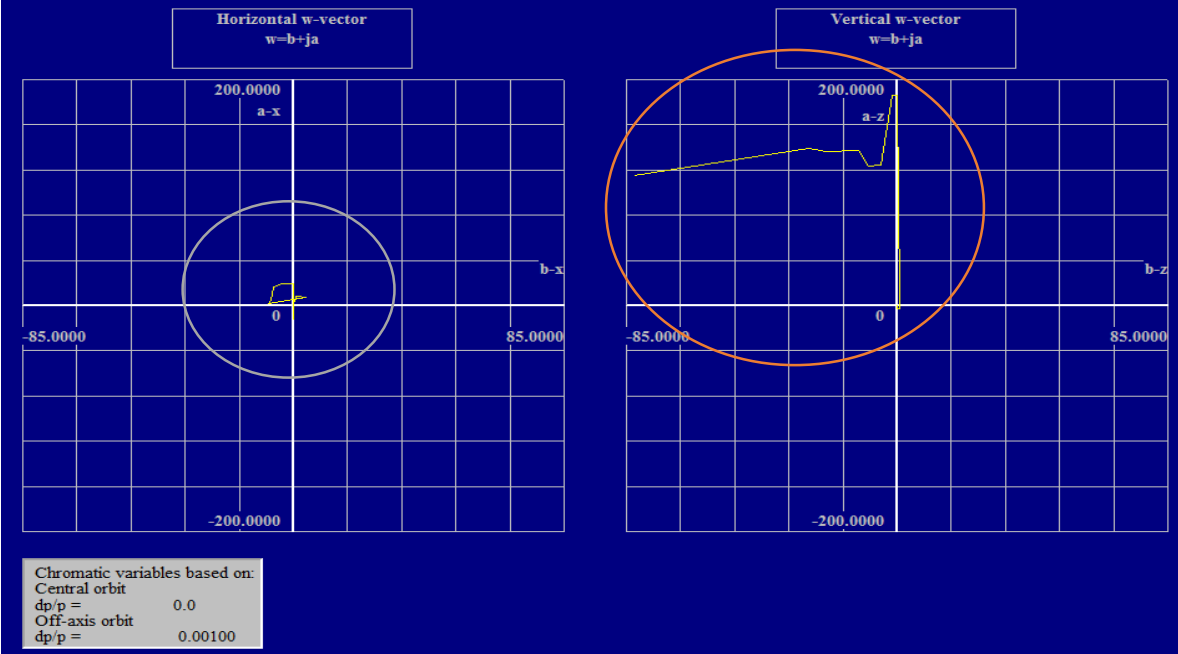 Horizontal w-vector
w=b+ja
Vertical w-vector
w=b+ja
200.0000
a-x
b-x
0
-85.0000
85.0000
-200.0000
200.0000
a-z
b-z
0
-85.0000
85.0000
-200.0000
Chromatic variables based on:
Central orbit
dp/p = 0.0
Off-axis orbit
dp/p = 0.00100